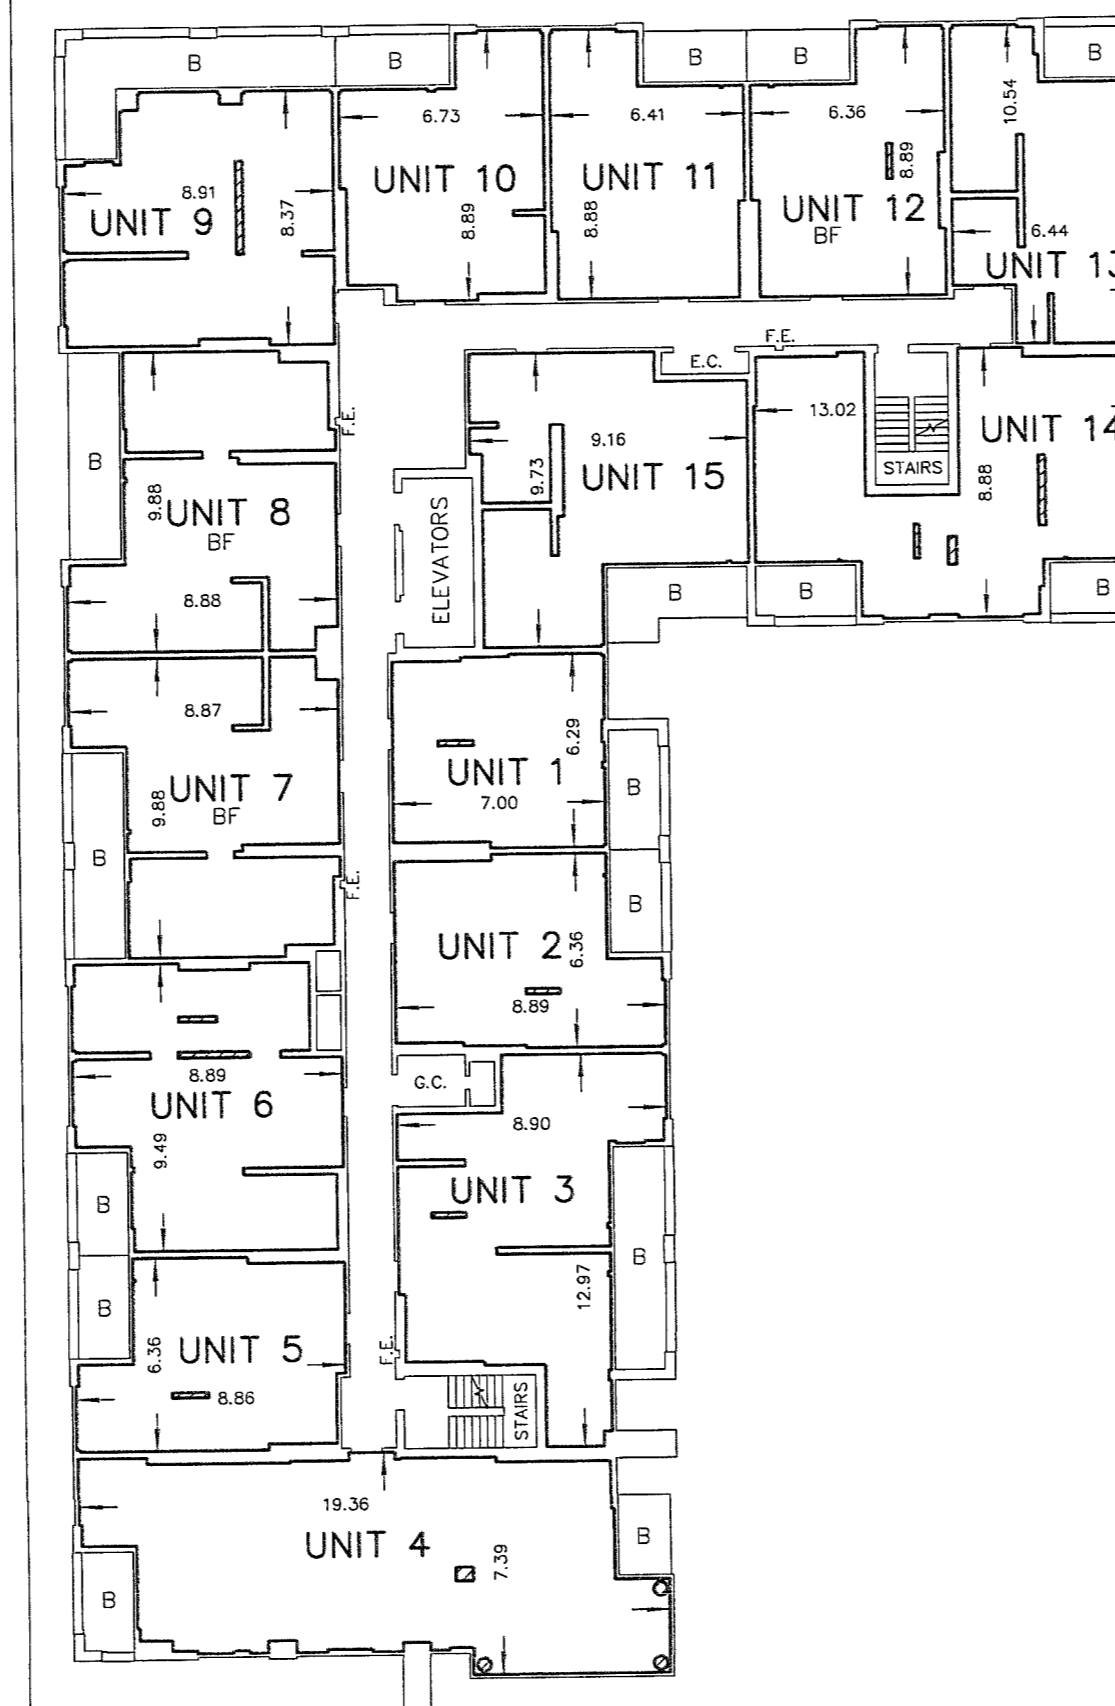 B
B
B
B
B
6.73
6.41
6.36
10.54
UNIT 10
UNIT 11
8.89
8.91
UNIT 9
8.37
8.89
8.88
UNIT 12
BF
6.44
UNIT 13
F.E.
E.C.
F.E.
13.02
9.16
UNIT 14
B
9.88
9.73
UNIT 15
STAIRS
8.88
UNIT 8
BF
ELEVATORS
8.88
B
B
B
8.87
6.29
UNIT 1
7.00
B
9.88
UNIT 7
BF
B
F.E.
B
UNIT 2
6.36
8.89
8.89
G.C.
UNIT 6
8.90
9.49
UNIT 3
B
B
12.97
B
6.36
UNIT 5
F.E.
8.86
STAIRS
19.36
UNIT 4
7.39
B
B